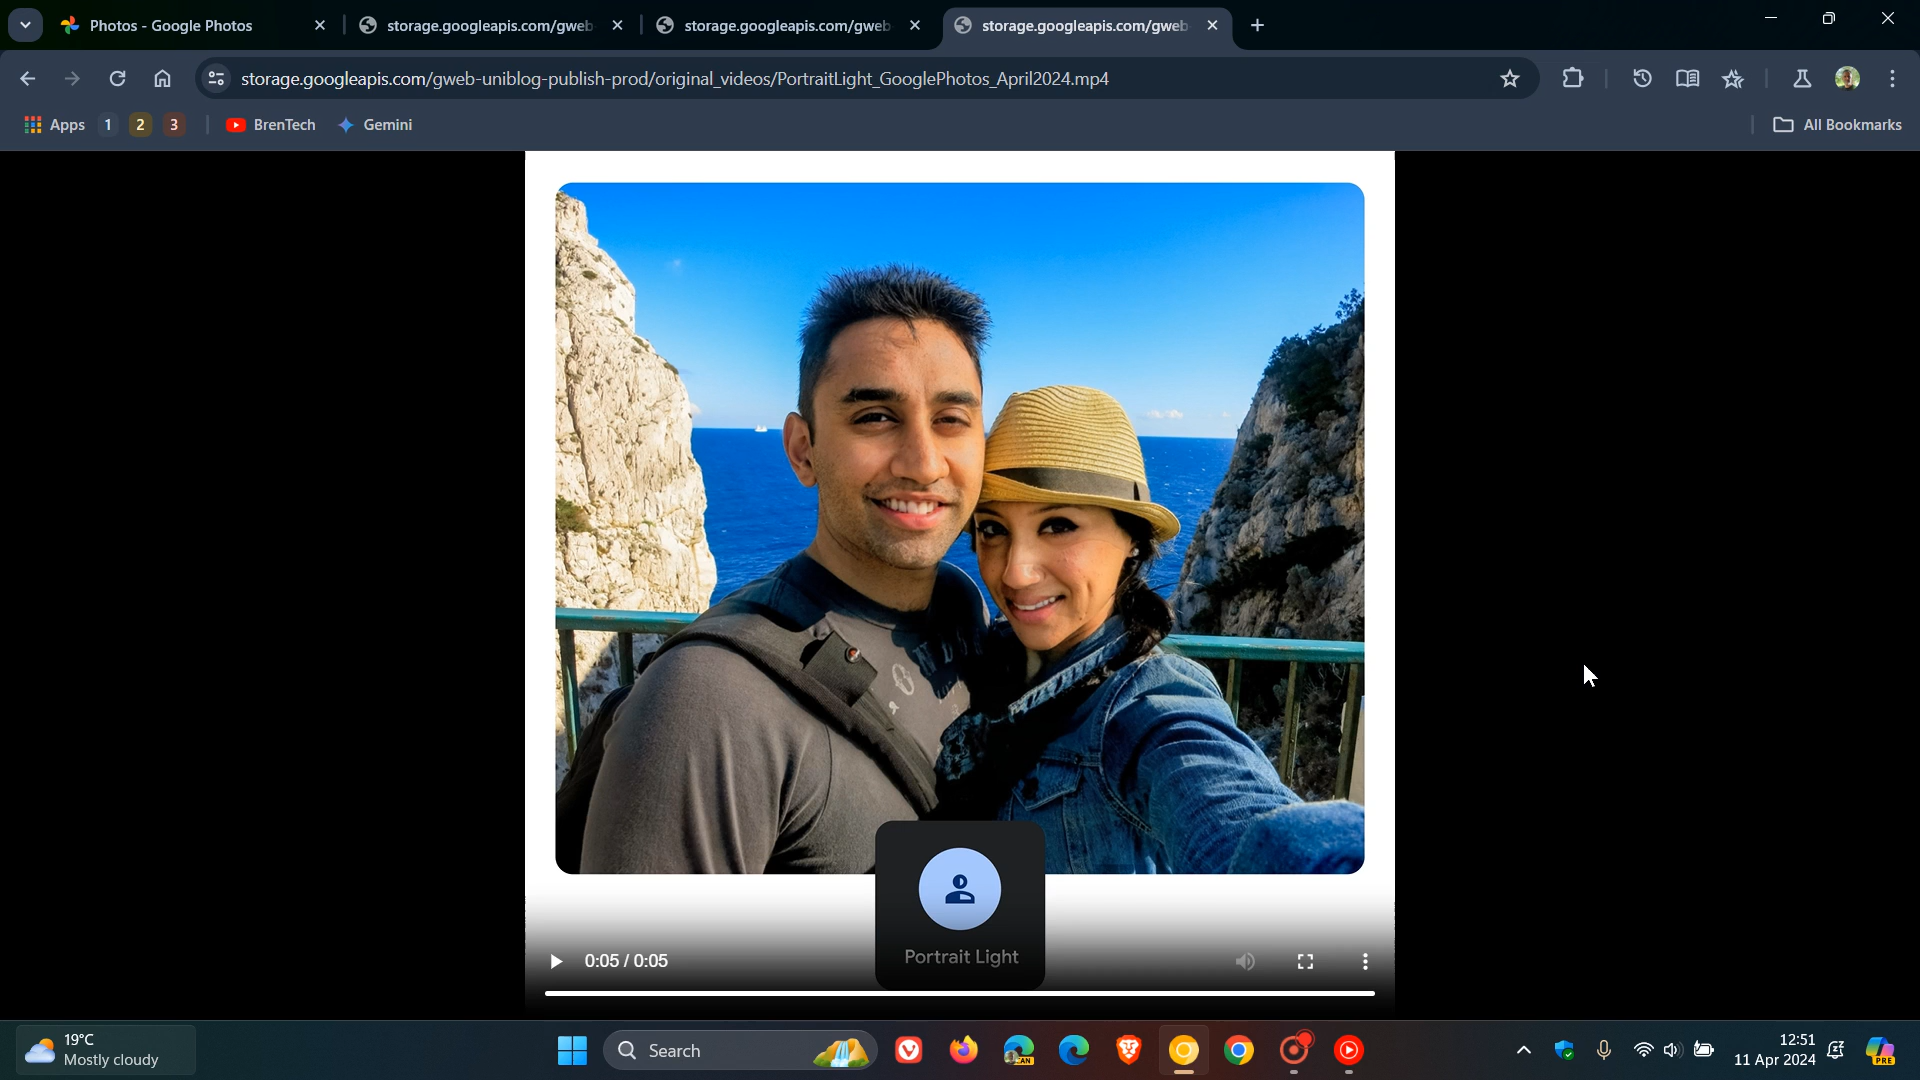 Photos - Google Photos
storage.googleapis.com/gweb
storage.googleapis.com/gweb
storage.googleapis.com/gweb
storage.googleapis.com/gweb-uniblog-publish-prod/original_videos/PortraitLight_GooglePhotos_April2024.mp4
Apps 1 2 3 BrenTech Gemini All Bookmarks
Portrait Light
0:05 / 0:05
19°C
Mostly cloudy
Search
CAN
12:51
11 Apr 2024
PRE